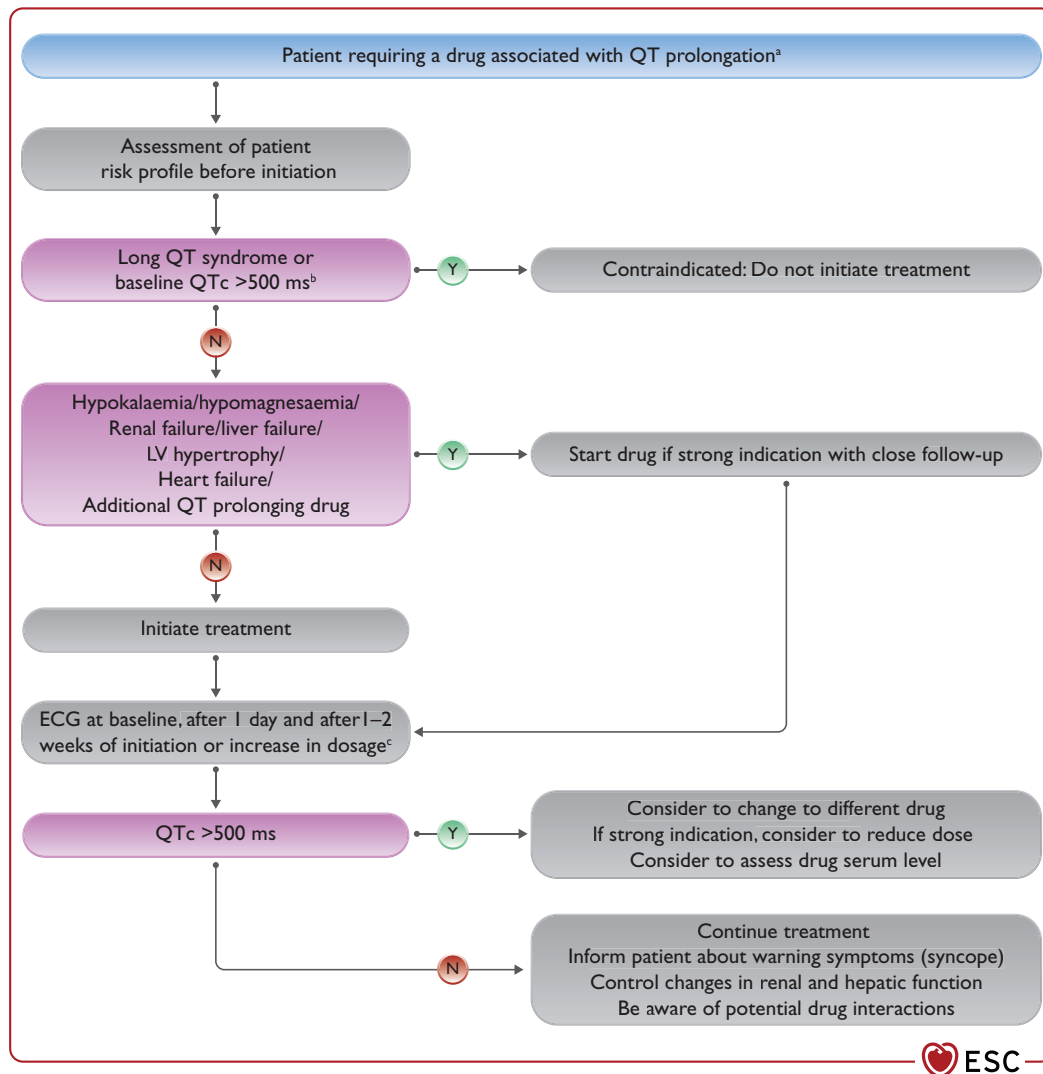 Patient requiring a drug associated with QT prolongationᵃ
Assessment of patient
risk profile before initiation
Long QT syndrome or
baseline QTc >500 msᵇ
Y
Contraindicated: Do not initiate treatment
N
Hypokalaemia/hypomagnesaemia/
Renal failure/liver failure/
LV hypertrophy/
Heart failure/
Additional QT prolonging drug
Y
Start drug if strong indication with close follow-up
N
Initiate treatment
ECG at baseline, after 1 day and after1–2
weeks of initiation or increase in dosageᶜ
QTc >500 ms
Y
Consider to change to different drug
If strong indication, consider to reduce dose
Consider to assess drug serum level
N
Continue treatment
Inform patient about warning symptoms (syncope)
Control changes in renal and hepatic function
Be aware of potential drug interactions
ESC